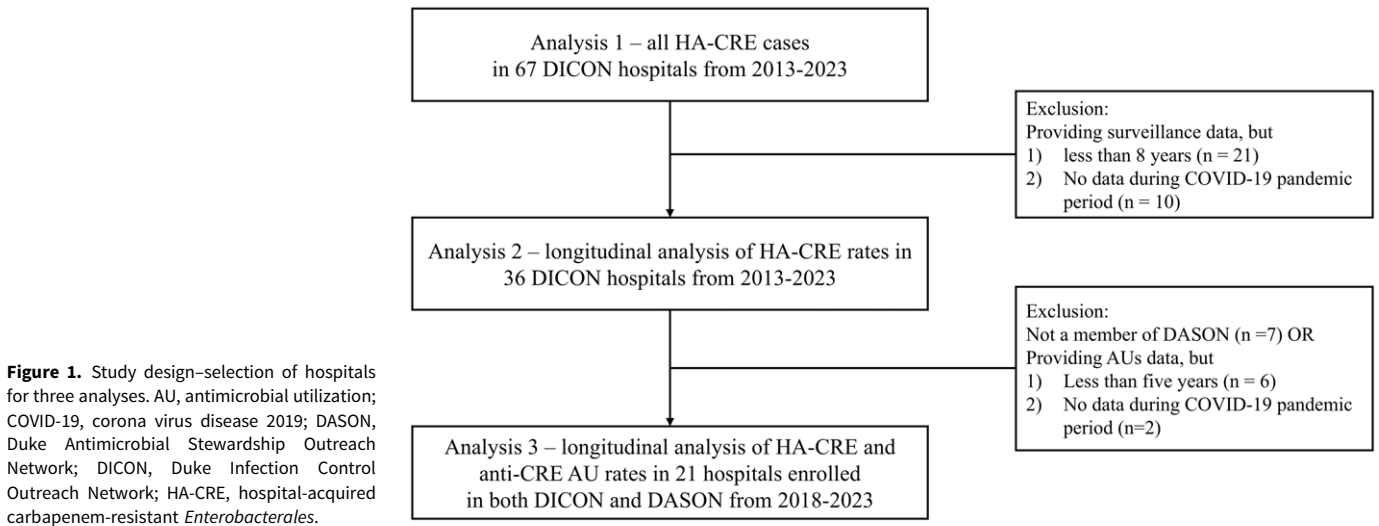 Analysis 1 – all HA-CRE cases
in 67 DICON hospitals from 2013-2023
Exclusion:
Providing surveillance data, but
1) less than 8 years (n = 21)
2) No data during COVID-19 pandemic
period (n = 10)
Analysis 2 – longitudinal analysis of HA-CRE rates in
36 DICON hospitals from 2013-2023
Exclusion:
Not a member of DASON (n =7) OR
Providing AUs data, but
1) Less than five years (n = 6)
2) No data during COVID-19 pandemic
period (n=2)
Analysis 3 – longitudinal analysis of HA-CRE and
anti-CRE AU rates in 21 hospitals enrolled
in both DICON and DASON from 2018-2023
Figure 1. Study design–selection of hospitals
for three analyses. AU, antimicrobial utilization;
COVID-19, corona virus disease 2019; DASON,
Duke Antimicrobial Stewardship Outreach
Network; DICON, Duke Infection Control
Outreach Network; HA-CRE, hospital-acquired
carbapenem-resistant Enterobacterales.